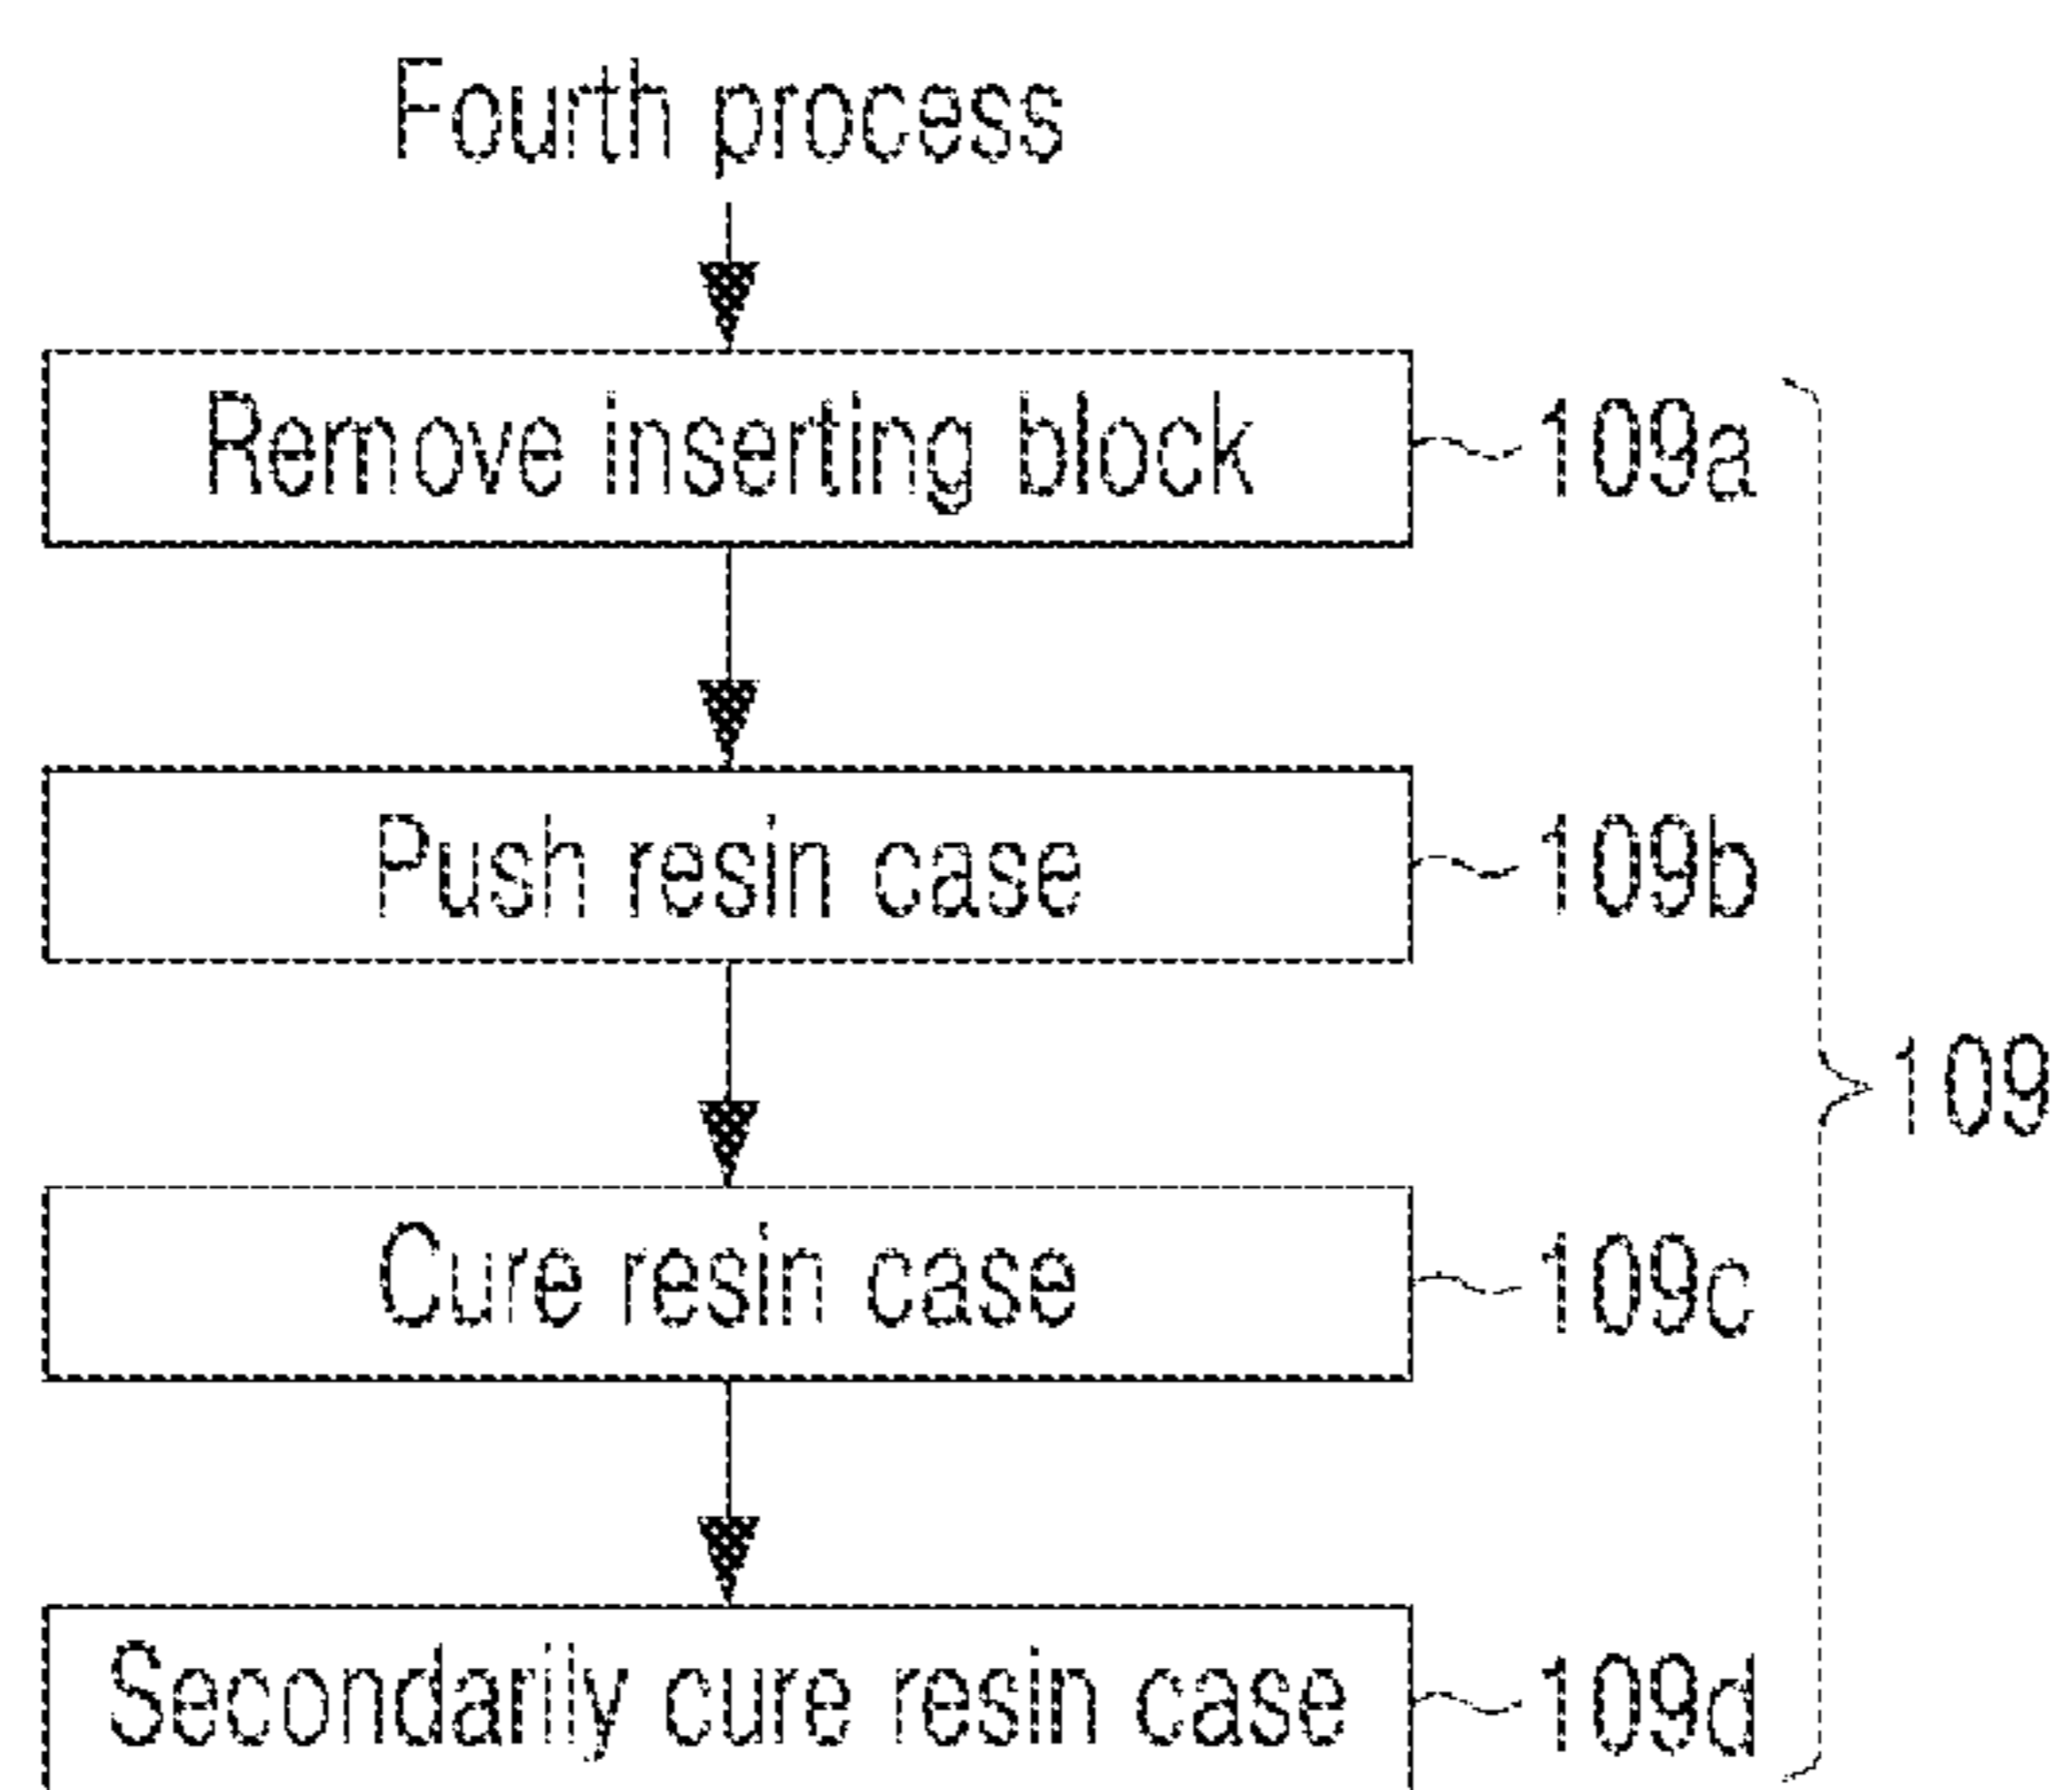 Fourth process
Remove inserting block 109a
Push resin case 109b
109
Cure resin case 109c
Secondarily cure resin case 109d